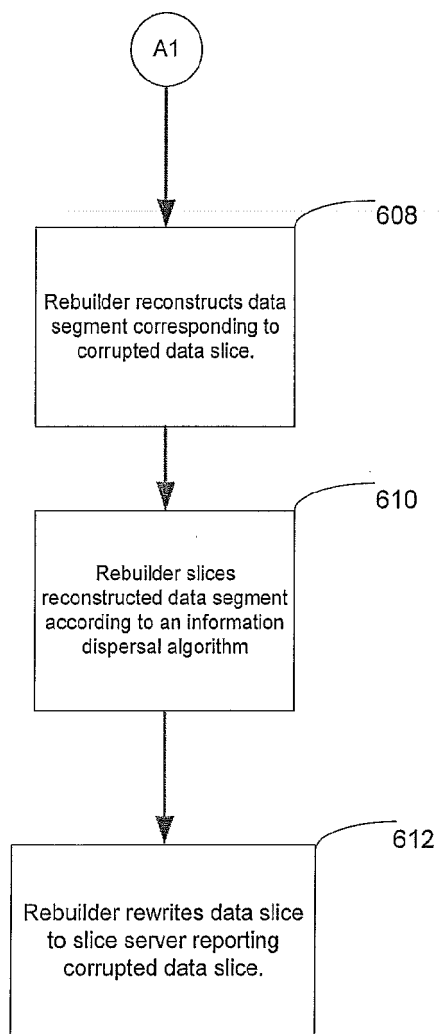 A1
608
Rebuilder reconstructs data
segment corresponding to
corrupted data slice.
610
Rebuilder slices
reconstructed data segment
according to an information
dispersal algorithm
612
Rebuilder rewrites data slice
to slice server reporting
corrupted data slice.